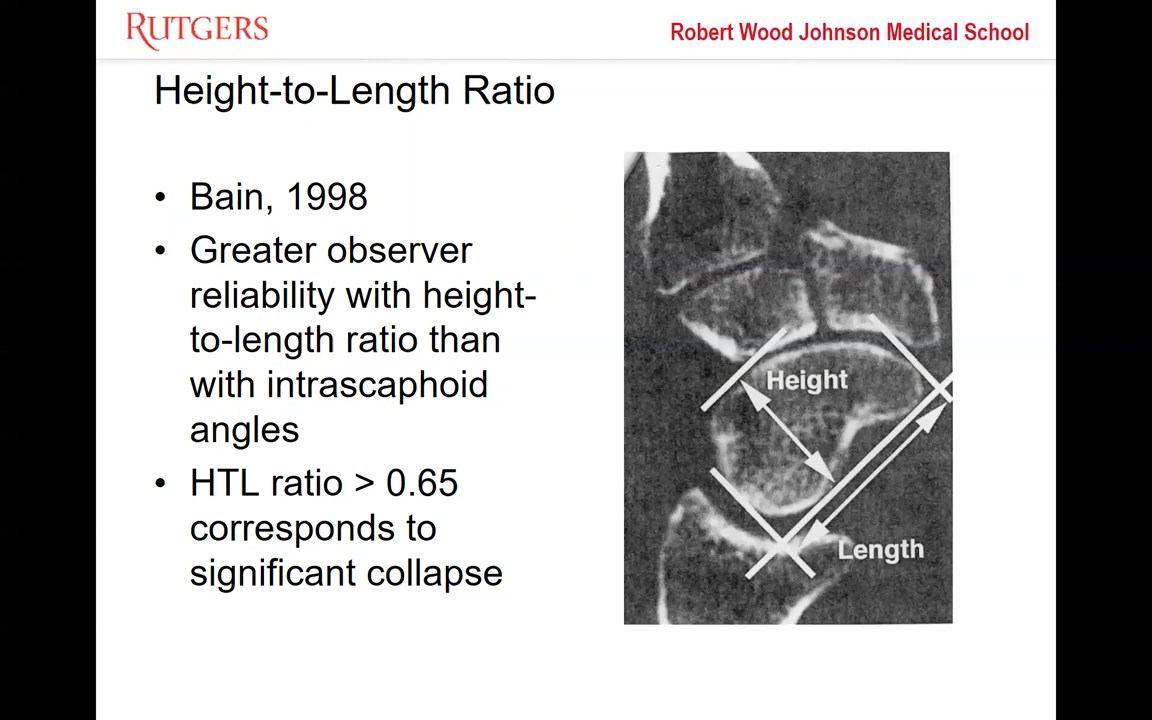 RUTGERS
Robert Wood Johnson Medical School
Height-to-Length Ratio
• Bain, 1998
• Greater observer
reliability with height-
to-length ratio than
with intrascaphoid
angles
• HTL ratio > 0.65
corresponds to
significant collapse
Height
Length